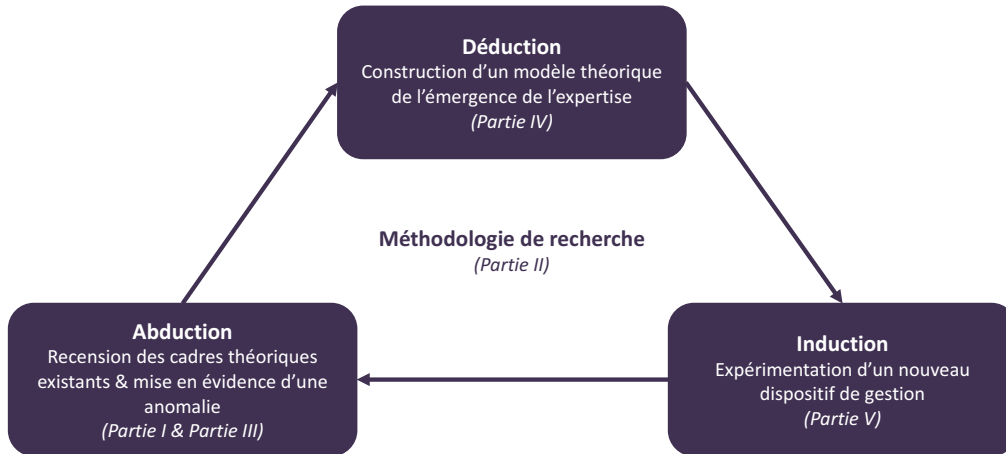 Déduction
Construction d’un modèle théorique
de l’émergence de l’expertise
(Partie IV)
Méthodologie de recherche
(Partie II)
Abduction
Recension des cadres théoriques
existants & mise en évidence d’une
anomalie
(Partie I & Partie III)
Induction
Expérimentation d’un nouveau
dispositif de gestion
(Partie V)